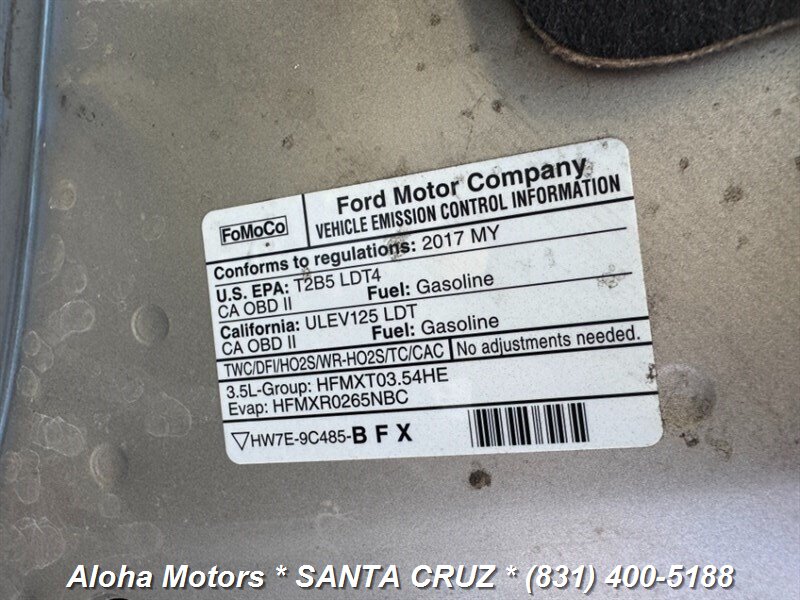 FoMoCo
Ford Motor Company
VEHICLE EMISSION CONTROL INFORMATION
Conforms to regulations: 2017 MY
U.S. EPA: T2B5 LDT4
CA OBD II Fuel: Gasoline
California: ULEV125 LDT
CA OBD II Fuel: Gasoline
TWC/DFI/HO2S/WR-HO2S/TC/CAC No adjustments needed.
3.5L-Group: HFMXT03.54HE
Evap: HFMXR0265NBC
▽HW7E-9C485-B F X
Aloha Motors * SANTA CRUZ * (831) 400-5188